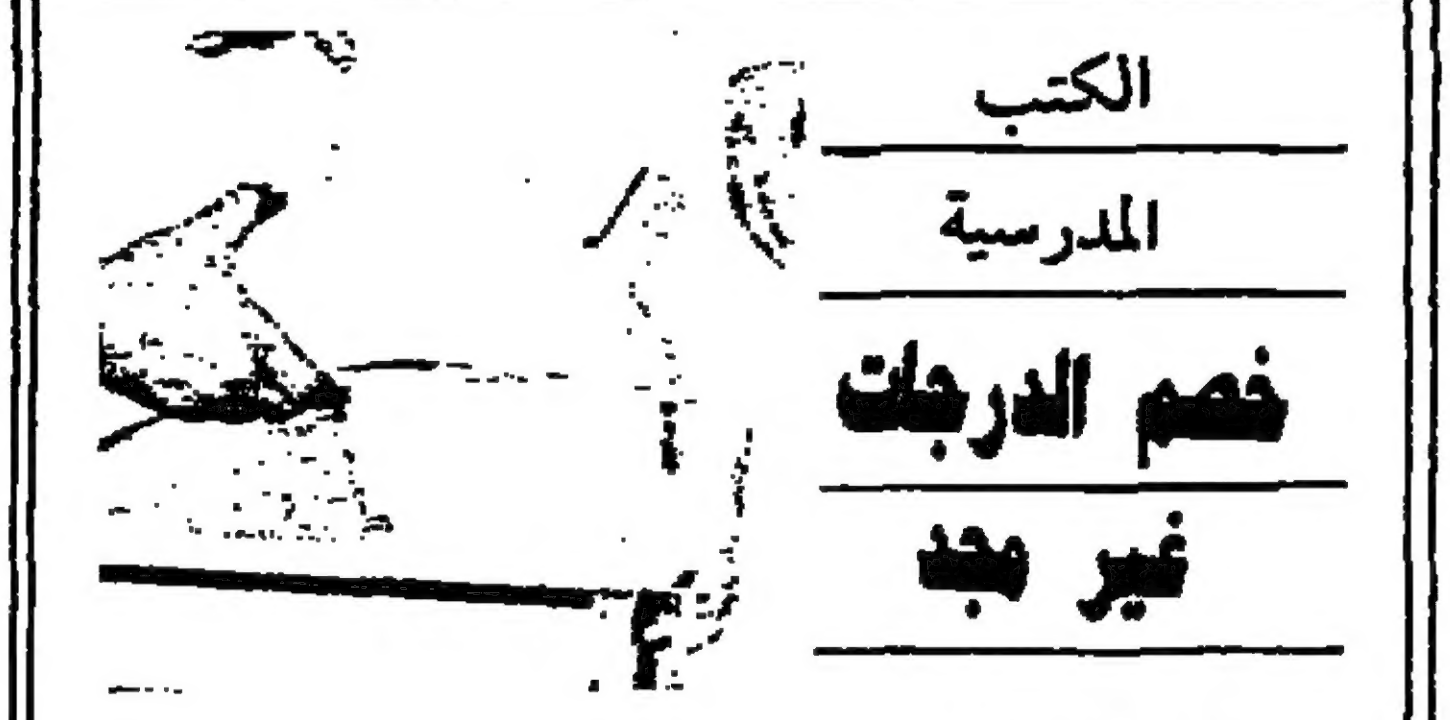 الكتب
المدرسية
خصم الدرجات
غير مجد